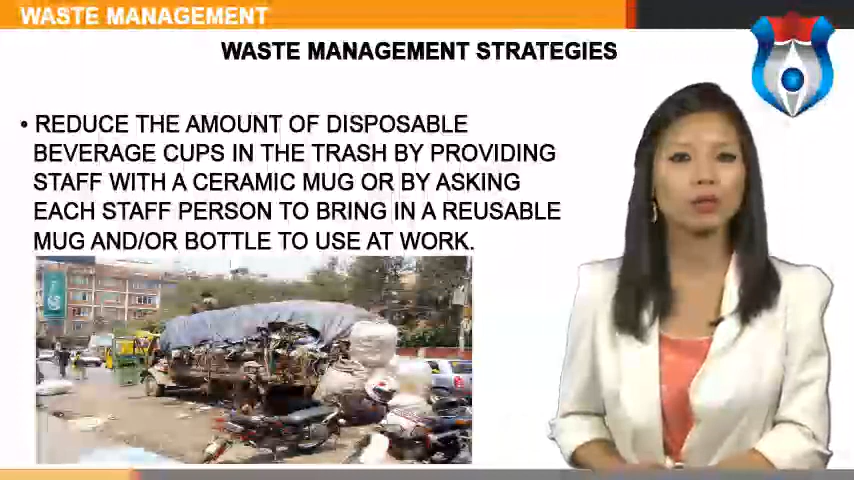 WASTE MANAGEMENT
WASTE MANAGEMENT STRATEGIES
• REDUCE THE AMOUNT OF DISPOSABLE
BEVERAGE CUPS IN THE TRASH BY PROVIDING
STAFF WITH A CERAMIC MUG OR BY ASKING
EACH STAFF PERSON TO BRING IN A REUSABLE
MUG AND/OR BOTTLE TO USE AT WORK.